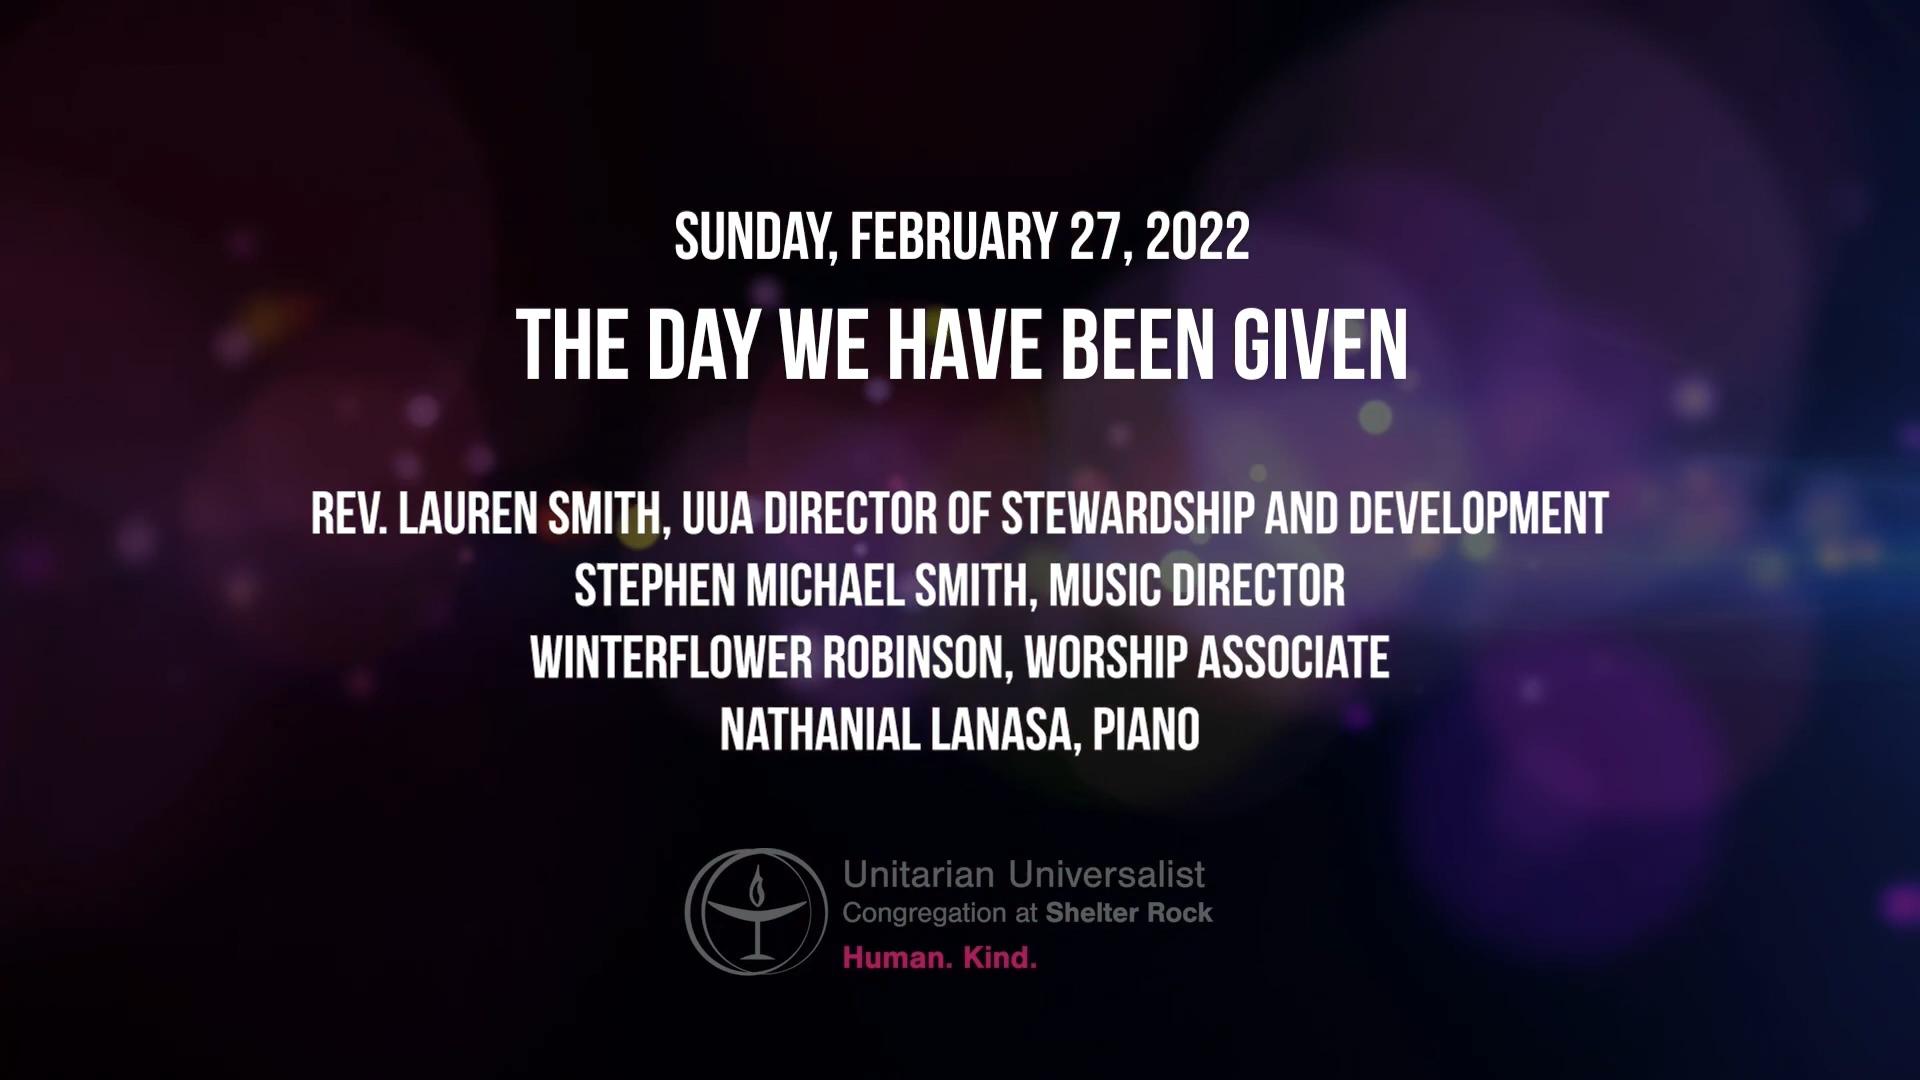 SUNDAY, FEBRUARY 27, 2022
THE DAY WE HAVE BEEN GIVEN
REV. LAUREN SMITH, UUA DIRECTOR OF STEWARDSHIP AND DEVELOPMENT
STEPHEN MICHAEL SMITH, MUSIC DIRECTOR
WINTERFLOWER ROBINSON, WORSHIP ASSOCIATE
NATHANIAL LANASA, PIANO
Unitarian Universalist
Congregation at Shelter Rock
Human. Kind.